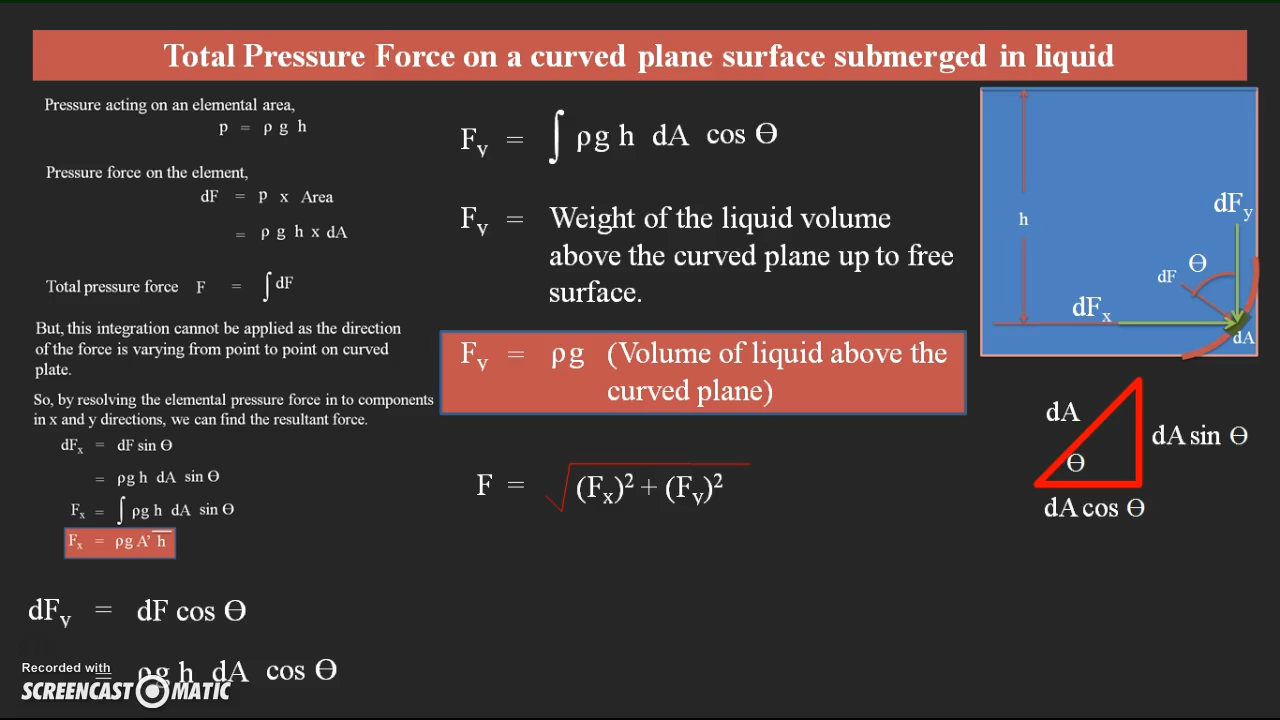 Total Pressure Force on a curved plane surface submerged in liquid
Pressure acting on an elemental area,
p = ρ g h
Pressure force on the element,
dF = p x Area
= ρ g h x dA
Total pressure force F = ∫ dF
But, this integration cannot be applied as the direction
of the force is varying from point to point on curved
plate.
So, by resolving the elemental pressure force in to components
in x and y directions, we can find the resultant force.
dFx = dF sin Ө
= ρg h dA sin Ө
Fx = ∫ ρg h dA sin Ө
Fx = ρg A’ h̅
dFy = dF cos Ө
= ρg h dA cos Ө
Recorded with
SCREENCAST MATIC
Fy = ∫ ρg h dA cos Ө
Fy = Weight of the liquid volume
above the curved plane up to free
surface.
Fy = ρg (Volume of liquid above the
curved plane)
F = √(Fx)² + (Fy)²
h
dFy
Ө
dF
dFx
dA
dA
dA sin Ө
Ө
dA cos Ө